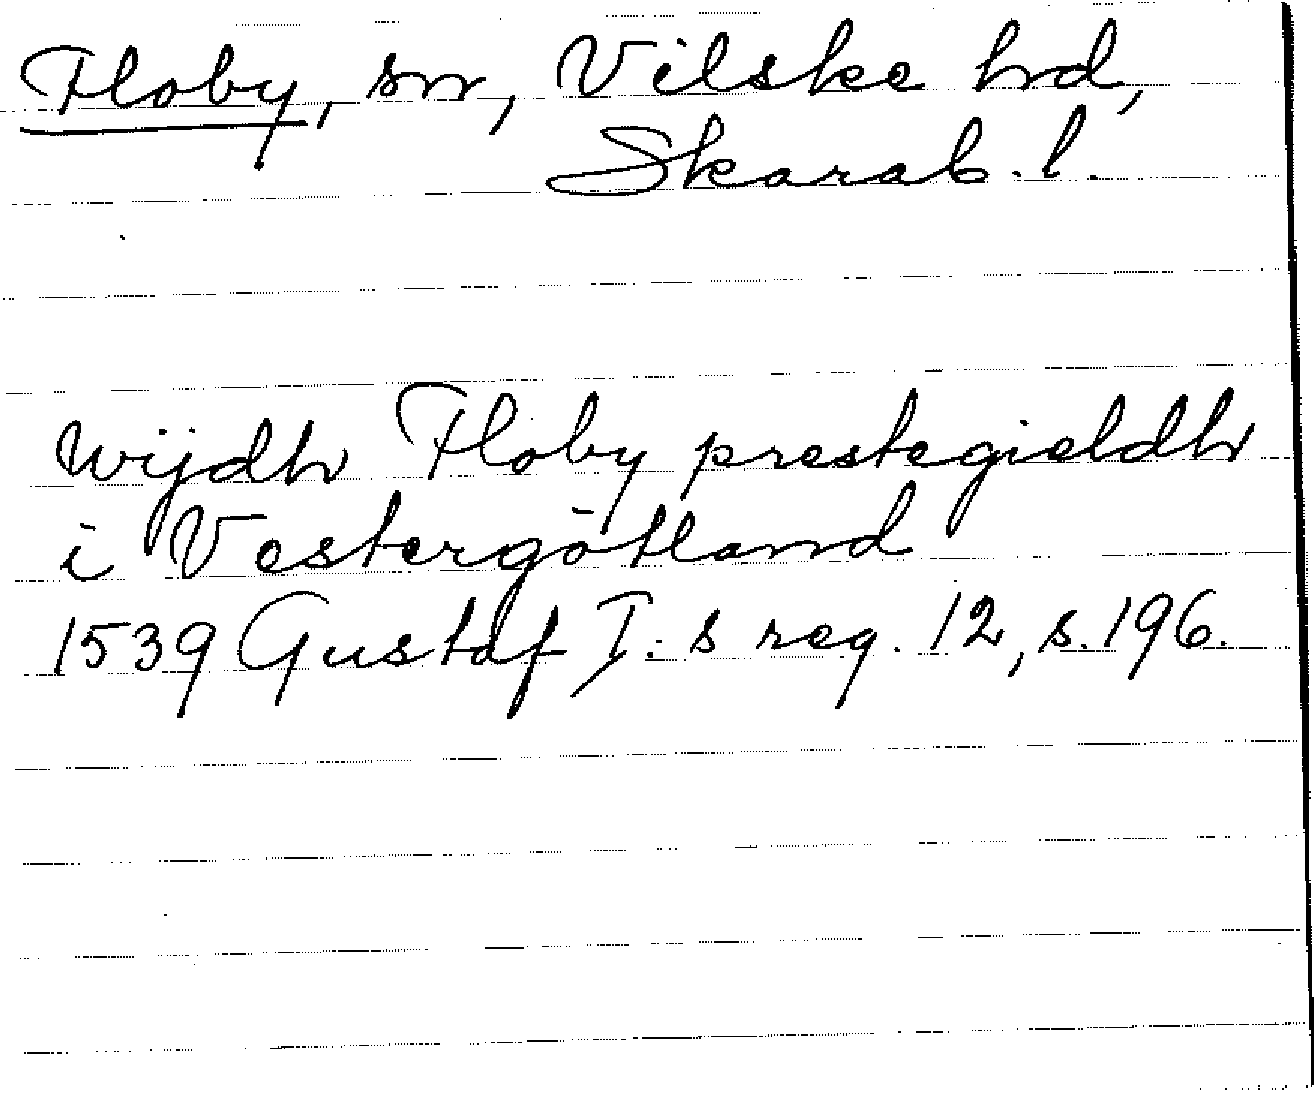 Floby, sn, Vilske hd,
Skarab. l.
wijdh Floby prestegieldh
i Vestergötland
1539 Gustaf I:s reg. 12, s. 196.